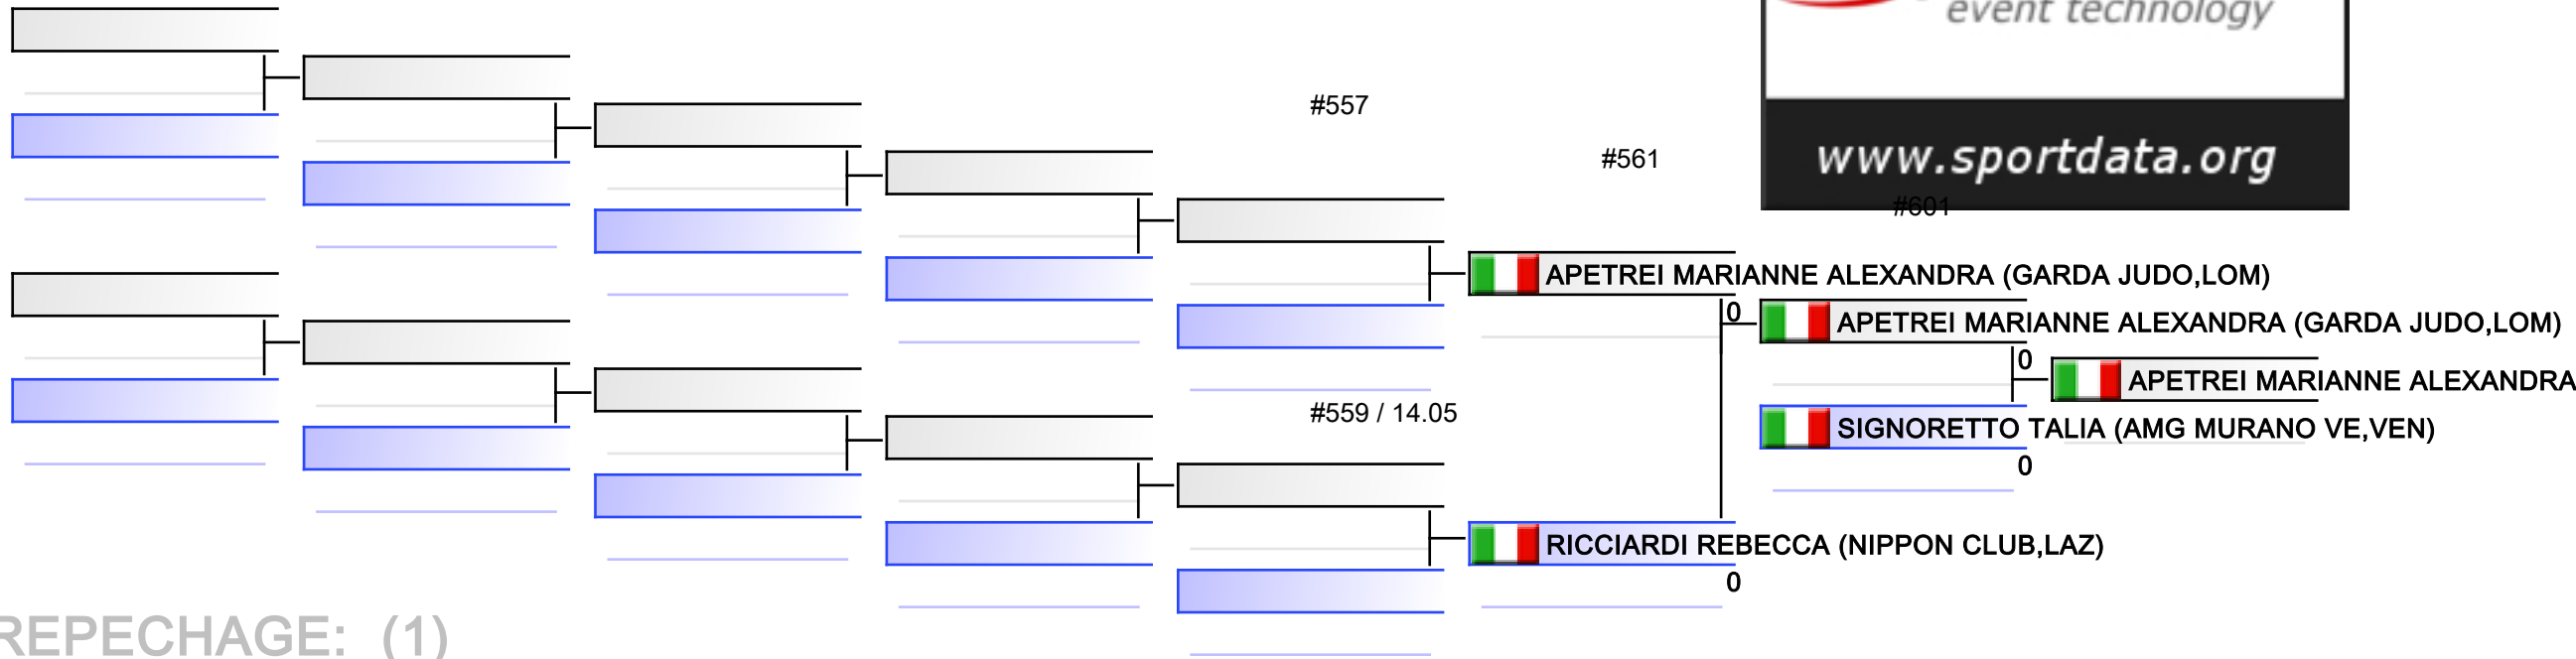 event technology
#557
#561
www.sportdata.org
#601
APETREI MARIANNE ALEXANDRA (GARDA JUDO,LOM)
0
APETREI MARIANNE ALEXANDRA (GARDA JUDO,LOM)
0
APETREI MARIANNE ALEXANDRA
#559 / 14.05
SIGNORETTO TALIA (AMG MURANO VE,VEN)
0
RICCIARDI REBECCA (NIPPON CLUB,LAZ)
0
REPECHAGE: (1)